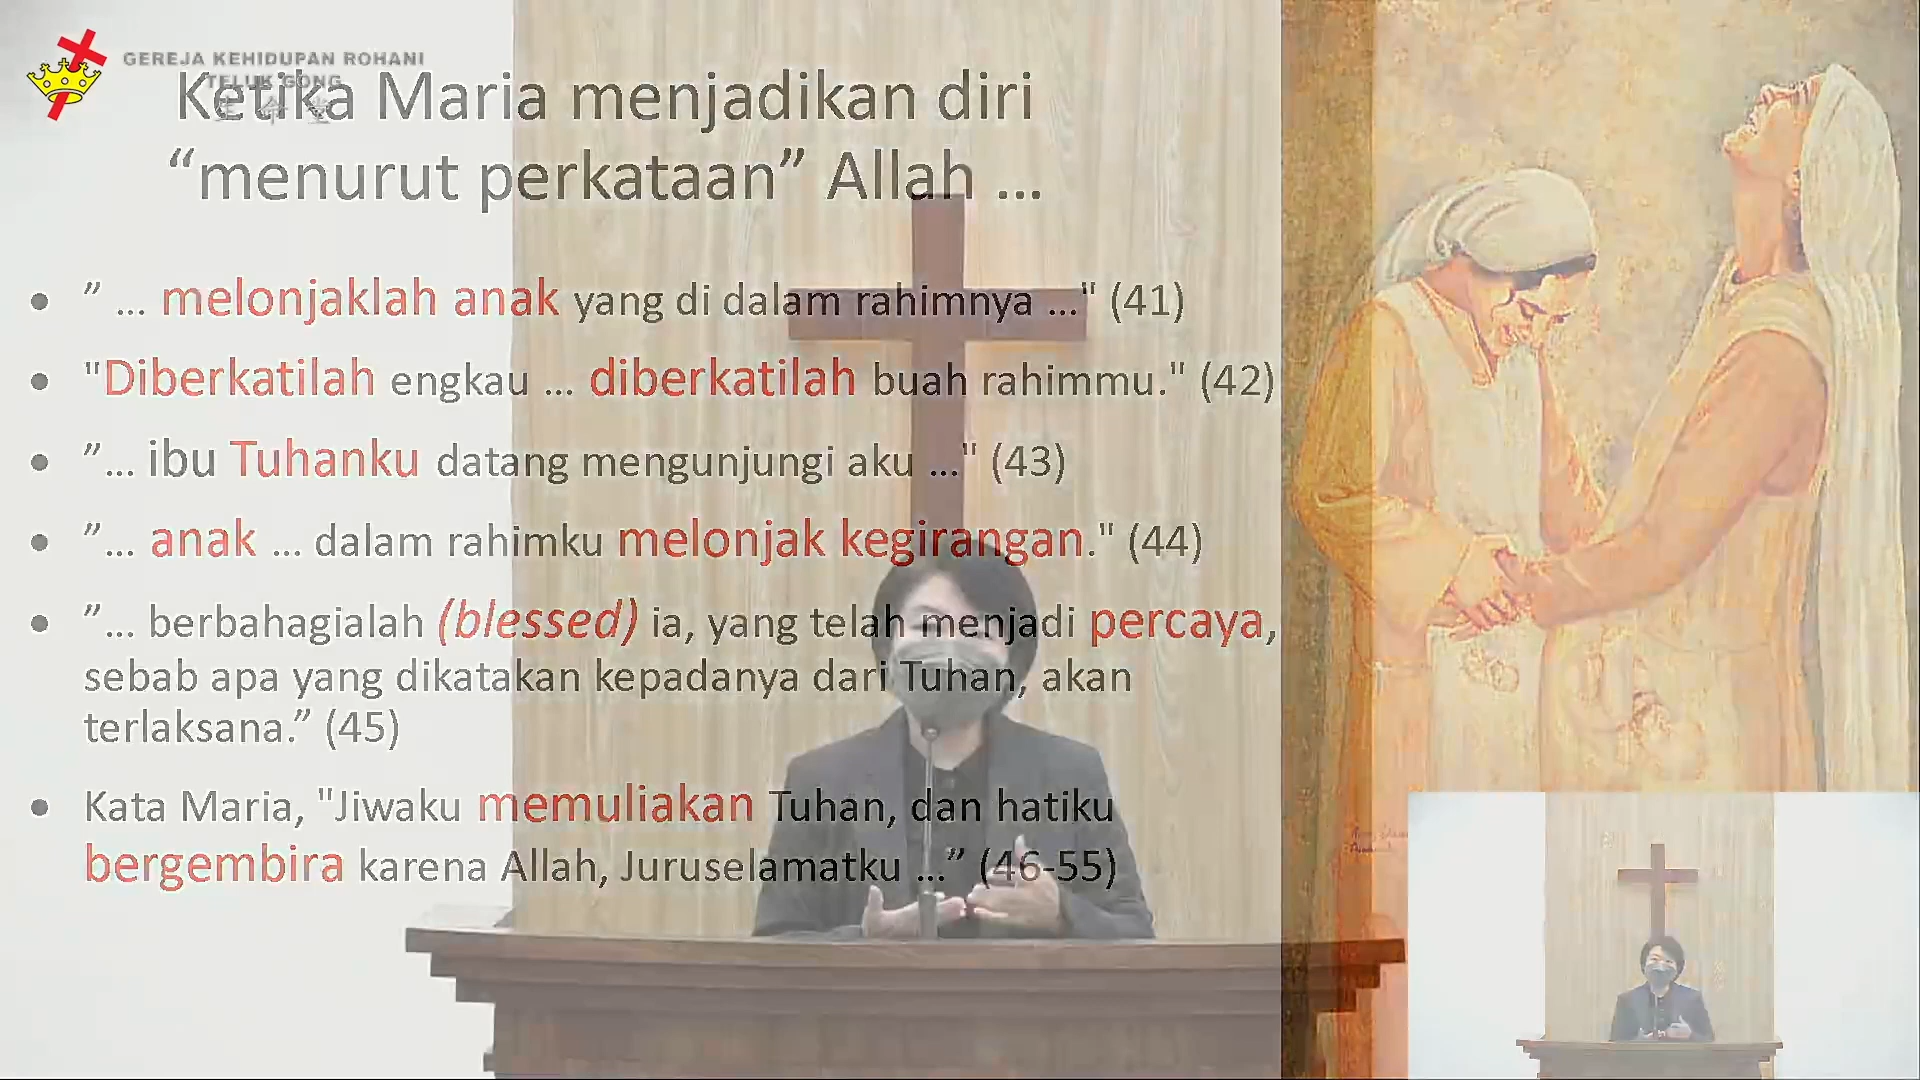 GEREJA KEHIDUPAN ROHANI
TELUK GONG
Ketika Maria menjadikan diri
“menurut perkataan” Allah ...
• ” ... melonjaklah anak yang di dalam rahimnya ..." (41)
• "Diberkatilah engkau ... diberkatilah buah rahimmu." (42)
• ”... ibu Tuhanku datang mengunjungi aku ..." (43)
• ”... anak ... dalam rahimku melonjak kegirangan." (44)
• ”... berbahagialah (blessed) ia, yang telah menjadi percaya,
sebab apa yang dikatakan kepadanya dari Tuhan, akan
terlaksana.” (45)
• Kata Maria, "Jiwaku memuliakan Tuhan, dan hatiku
bergembira karena Allah, Juruselamatku ...” (46-55)